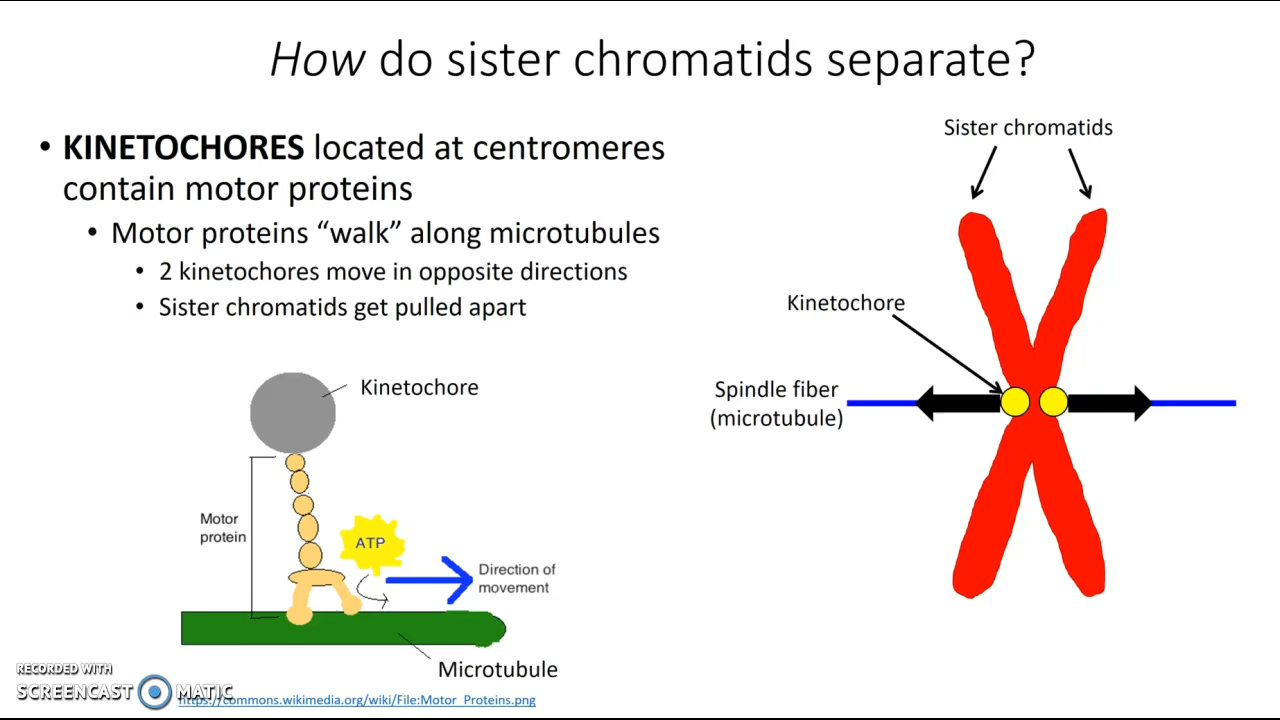 How do sister chromatids separate?
• KINETOCHORES located at centromeres
contain motor proteins
• Motor proteins “walk” along microtubules
• 2 kinetochores move in opposite directions
• Sister chromatids get pulled apart
Sister chromatids
Kinetochore
Spindle fiber
(microtubule)
Kinetochore
Motor
protein
ATP
Direction of
movement
Microtubule
RECORDED WITH
SCREENCAST MATIC
https://commons.wikimedia.org/wiki/File:Motor_Proteins.png